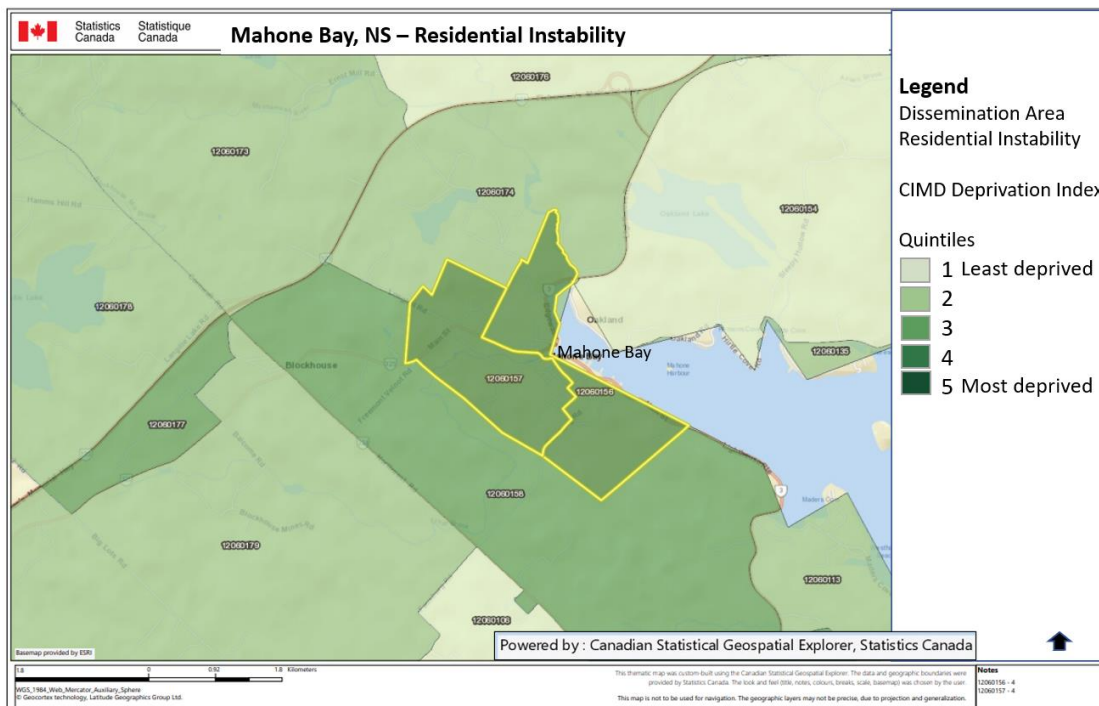 Statistics Statistique
Canada Canada
Mahone Bay, NS – Residential Instability
12060176
12060173
12060174
12060154
12060178
Oakland
Mahone Bay
12060135
Blockhouse
12060157
12060156
12060177
12060158
12060179
12060113
12060106
3
Legend
Dissemination Area
Residential Instability
CIMD Deprivation Index
Quintiles
1 Least deprived
2
3
4
5 Most deprived
Powered by : Canadian Statistical Geospatial Explorer, Statistics Canada
Basemap provided by ESRI
1.8 0 0.92 1.8 Kilometers
WGS_1984_Web_Mercator_Auxiliary_Sphere
© Geocortex technology, Latitude Geographics Group Ltd.
This thematic map was custom-built using the Canadian Statistical Geospatial Explorer. The data and geographic boundaries were
provided by Statistics Canada. The look and feel (title, notes, colours, breaks, scale, basemap) was chosen by the user.
This map is not to be used for navigation. The geographic layers may not be precise, due to projection and generalization.
Notes
12060156 - 4
12060157 - 4